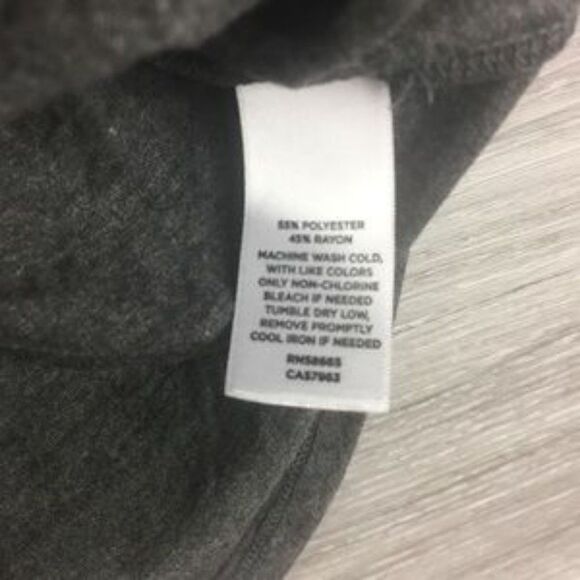 55% POLYESTER
45% RAYON
MACHINE WASH COLD,
WITH LIKE COLORS
ONLY NON-CHLORINE
BLEACH IF NEEDED
TUMBLE DRY LOW,
REMOVE PROMPTLY
COOL IRON IF NEEDED
RN58665
CA57963